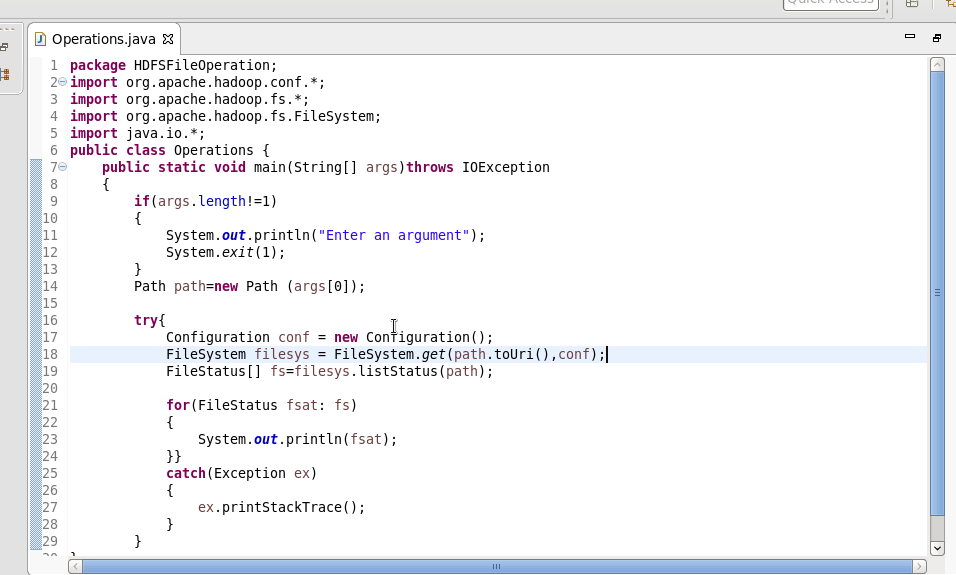 Quick Access
Operations.java
1 package HDFSFileOperation;
2 import org.apache.hadoop.conf.*;
3 import org.apache.hadoop.fs.*;
4 import org.apache.hadoop.fs.FileSystem;
5 import java.io.*;
6 public class Operations {
7     public static void main(String[] args)throws IOException
8     {
9         if(args.length!=1)
10         {
11             System.out.println("Enter an argument");
12             System.exit(1);
13         }
14         Path path=new Path (args[0]);
15
16         try{
17             Configuration conf = new Configuration();
18             FileSystem filesys = FileSystem.get(path.toUri(),conf);
19             FileStatus[] fs=filesys.listStatus(path);
20
21             for(FileStatus fsat: fs)
22             {
23                 System.out.println(fsat);
24             }}
25             catch(Exception ex)
26             {
27                 ex.printStackTrace();
28             }
29         }